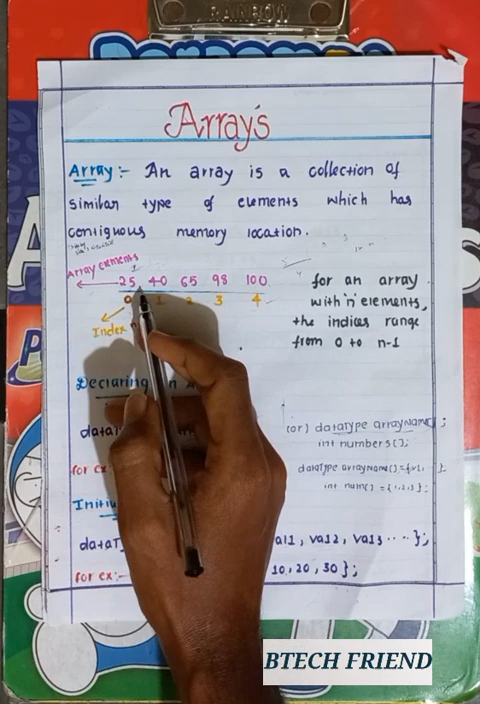 RAINBOW
Array's
Array :- An array is a collection of
similar type of elements which has
contiguous memory location.
Array elements
25 40 65 98 100
0 1 2 3 4
Index
for an array
with 'n' elements,
the indices range
from 0 to n-1
Declaring
(or) dataType arrayName[];
int numbers[];
for ex
dataType arrayname[]={v1,
int num[] = {1,2,3};
val1, val2, val3 ....};
for ex:-
10, 20, 30};
BTECH FRIEND